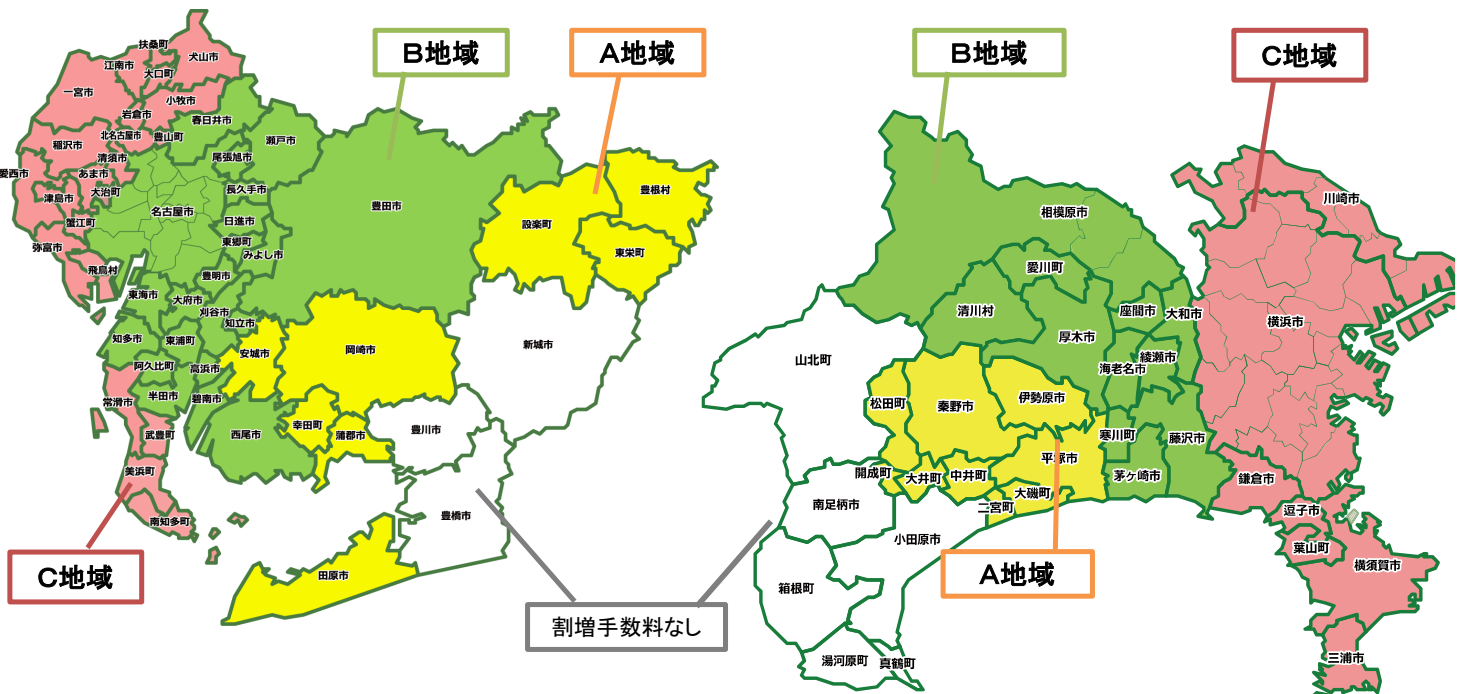 B地域
A地域
扶桑町
犬山市
江南市
大口町
一宮市
小牧市
岩倉市
春日井市
稲沢市
北名古屋市
豊山町
瀬戸市
清須市
尾張旭市
愛西市
あま市
津島市
大治町
長久手市
豊田市
豊根村
名古屋市
日進市
設楽町
蟹江町
東郷町
弥富市
みよし市
東栄町
飛島村
豊明市
東海市
大府市
刈谷市
知立市
知多市
東浦町
安城市
岡崎市
新城市
阿久比町
高浜市
半田市
碧南市
常滑市
幸田町
蒲郡市
豊川市
武豊町
西尾市
美浜町
南知多町
豊橋市
田原市
C地域
割増手数料なし
B地域
C地域
川崎市
相模原市
愛川町
清川村
座間市
大和市
横浜市
厚木市
山北町
綾瀬市
海老名市
松田町
秦野市
伊勢原市
寒川町
藤沢市
平塚市
開成町
大井町
中井町
茅ヶ崎市
鎌倉市
大磯町
二宮町
南足柄市
逗子市
小田原市
葉山町
横須賀市
A地域
箱根町
湯河原町
真鶴町
三浦市